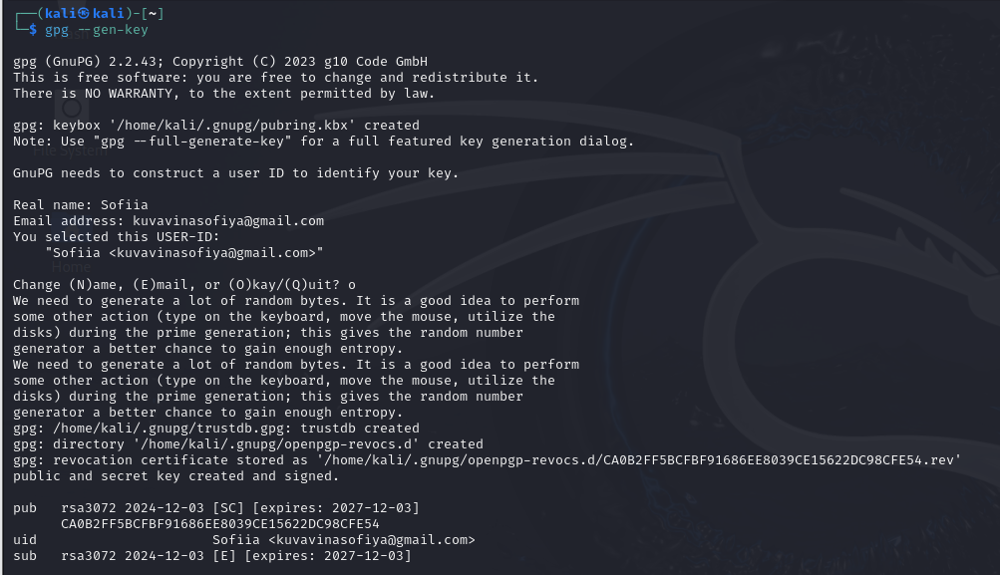 ┌──(kali㉿kali)-[~]
└─$ gpg --gen-key
gpg (GnuPG) 2.2.43; Copyright (C) 2023 g10 Code GmbH
This is free software: you are free to change and redistribute it.
There is NO WARRANTY, to the extent permitted by law.
gpg: keybox '/home/kali/.gnupg/pubring.kbx' created
Note: Use "gpg --full-generate-key" for a full featured key generation dialog.
File System
GnuPG needs to construct a user ID to identify your key.
Real name: Sofiia
Email address: kuvavinasofiya@gmail.com
You selected this USER-ID:
    "Sofiia <kuvavinasofiya@gmail.com>"
Home
Change (N)ame, (E)mail, or (O)kay/(Q)uit? o
We need to generate a lot of random bytes. It is a good idea to perform
some other action (type on the keyboard, move the mouse, utilize the
disks) during the prime generation; this gives the random number
generator a better chance to gain enough entropy.
We need to generate a lot of random bytes. It is a good idea to perform
some other action (type on the keyboard, move the mouse, utilize the
disks) during the prime generation; this gives the random number
generator a better chance to gain enough entropy.
gpg: /home/kali/.gnupg/trustdb.gpg: trustdb created
gpg: directory '/home/kali/.gnupg/openpgp-revocs.d' created
gpg: revocation certificate stored as '/home/kali/.gnupg/openpgp-revocs.d/CA0B2FF5BCFBF91686EE8039CE15622DC98CFE54.rev'
public and secret key created and signed.
pub   rsa3072 2024-12-03 [SC] [expires: 2027-12-03]
      CA0B2FF5BCFBF91686EE8039CE15622DC98CFE54
uid                      Sofiia <kuvavinasofiya@gmail.com>
sub   rsa3072 2024-12-03 [E] [expires: 2027-12-03]